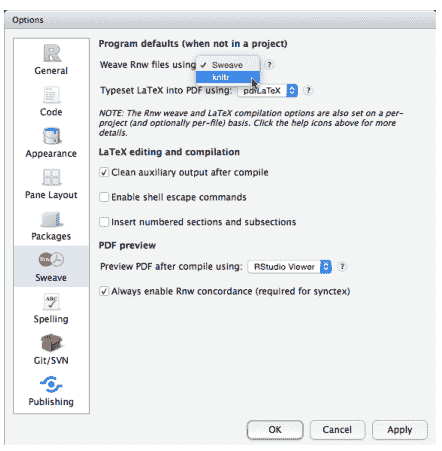 Options
R
General
Code
Appearance
Pane Layout
Packages
Rnw
Sweave
ABC
Spelling
Git/SVN
Publishing
Program defaults (when not in a project)
Weave Rnw files using ✓ Sweave ?
knitr
Typeset LaTeX into PDF using: pdfLaTeX ?
NOTE: The Rnw weave and LaTeX compilation options are also set on a per-
project (and optionally per-file) basis. Click the help icons above for more
details.
LaTeX editing and compilation
Clean auxiliary output after compile
Enable shell escape commands
Insert numbered sections and subsections
PDF preview
Preview PDF after compile using: RStudio Viewer ?
Always enable Rnw concordance (required for synctex)
OK Cancel Apply